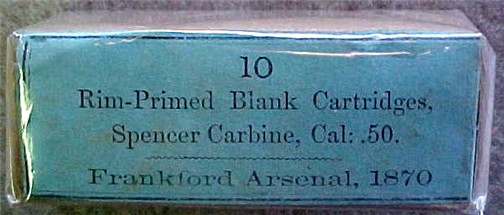 10
Rim-Primed Blank Cartridges,
Spencer Carbine, Cal: .50.
Frankford Arsenal, 1870